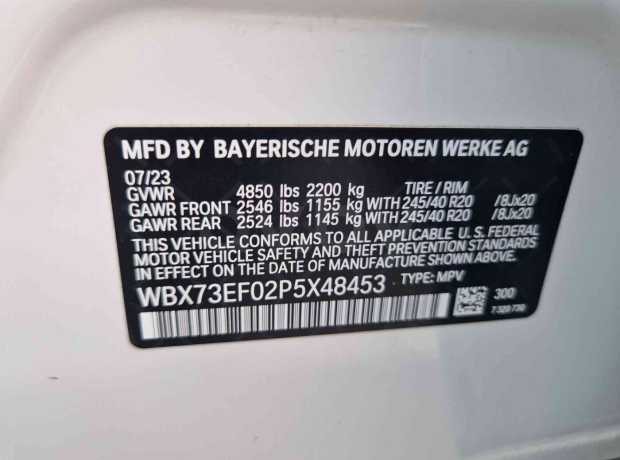 MFD BY BAYERISCHE MOTOREN WERKE AG
07/23
GVWR 4850 lbs 2200 kg TIRE / RIM
GAWR FRONT 2546 lbs 1155 kg WITH 245/40 R20 /8Jx20
GAWR REAR 2524 lbs 1145 kg WITH 245/40 R20 /8Jx20
THIS VEHICLE CONFORMS TO ALL APPLICABLE U. S. FEDERAL
MOTOR VEHICLE SAFETY AND THEFT PREVENTION STANDARDS
IN EFFECT ON THE DATE OF MANUFACTURE SHOWN ABOVE.
WBX73EF02P5X48453 TYPE: MPV
300
7 320 730